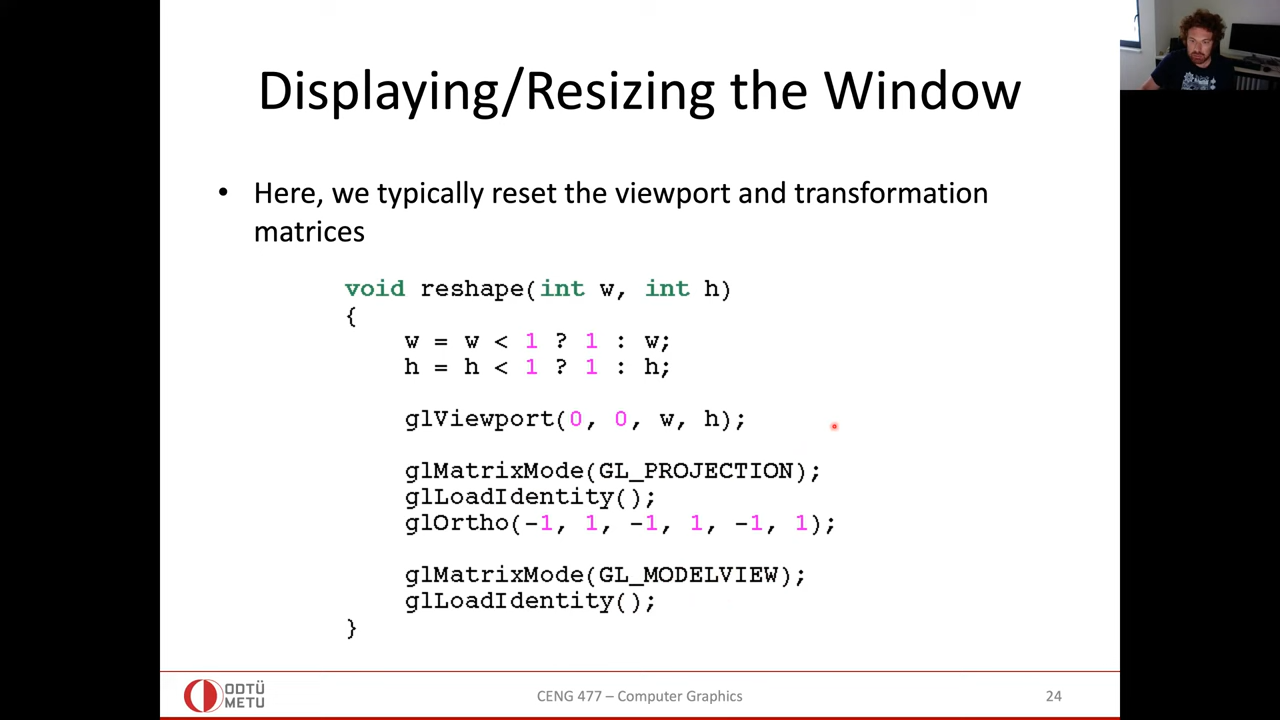 Displaying/Resizing the Window
• Here, we typically reset the viewport and transformation
matrices
void reshape(int w, int h)
{
w = w < 1 ? 1 : w;
h = h < 1 ? 1 : h;
glViewport(0, 0, w, h);
glMatrixMode(GL_PROJECTION);
glLoadIdentity();
glOrtho(-1, 1, -1, 1, -1, 1);
glMatrixMode(GL_MODELVIEW);
glLoadIdentity();
}
ODTÜ
METU
CENG 477 – Computer Graphics
24